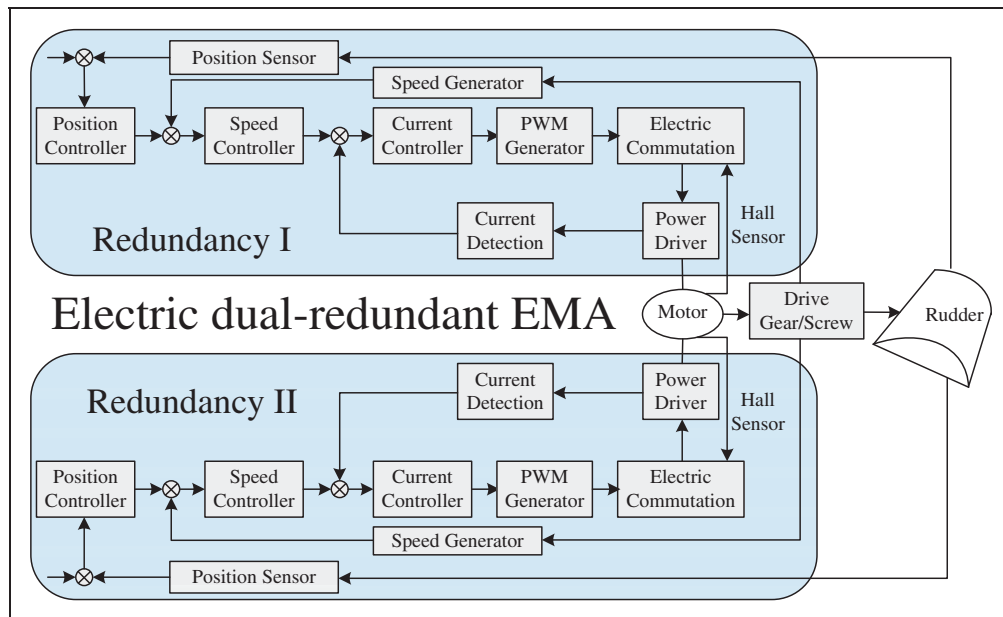 Position Sensor
Speed Generator
Position
Controller
Speed
Controller
Current
Controller
PWM
Generator
Electric
Commutation
Current
Detection
Power
Driver
Hall
Sensor
Redundancy I
Electric dual-redundant EMA
Motor
Drive
Gear/Screw
Rudder
Redundancy II
Current
Detection
Power
Driver
Hall
Sensor
Position
Controller
Speed
Controller
Current
Controller
PWM
Generator
Electric
Commutation
Speed Generator
Position Sensor